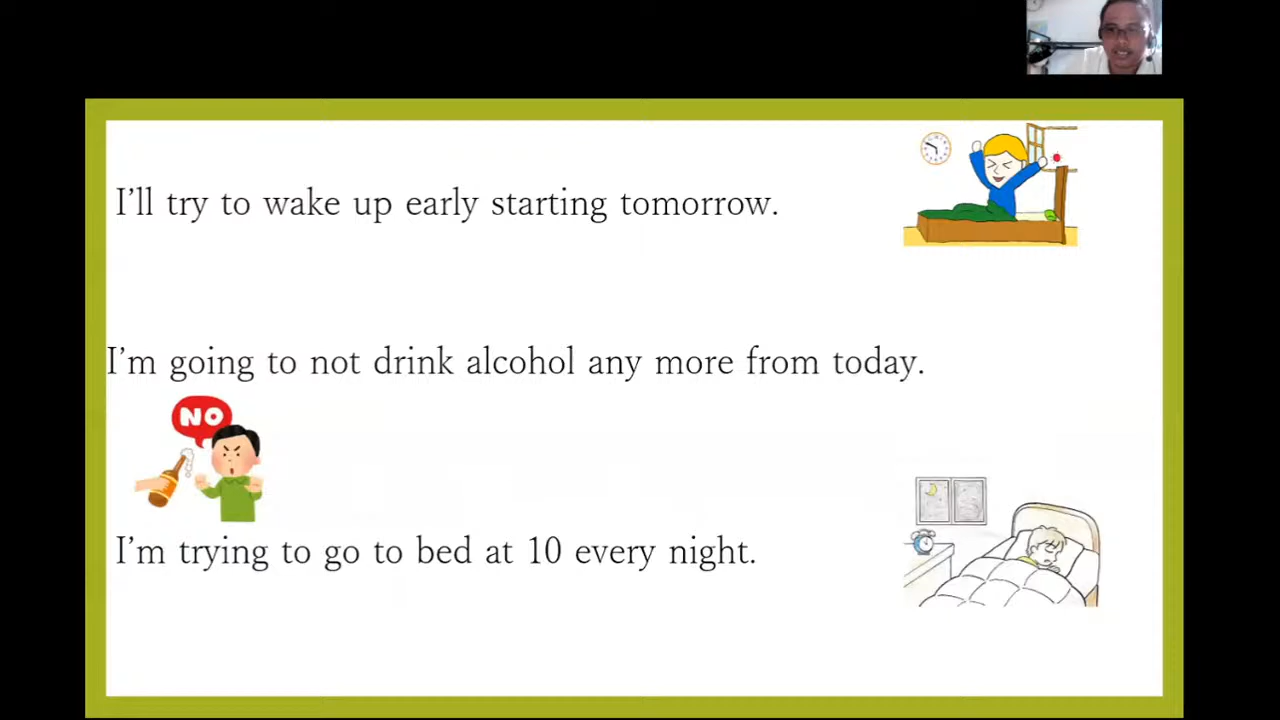 I'll try to wake up early starting tomorrow.
I'm going to not drink alcohol any more from today.
NO
I'm trying to go to bed at 10 every night.